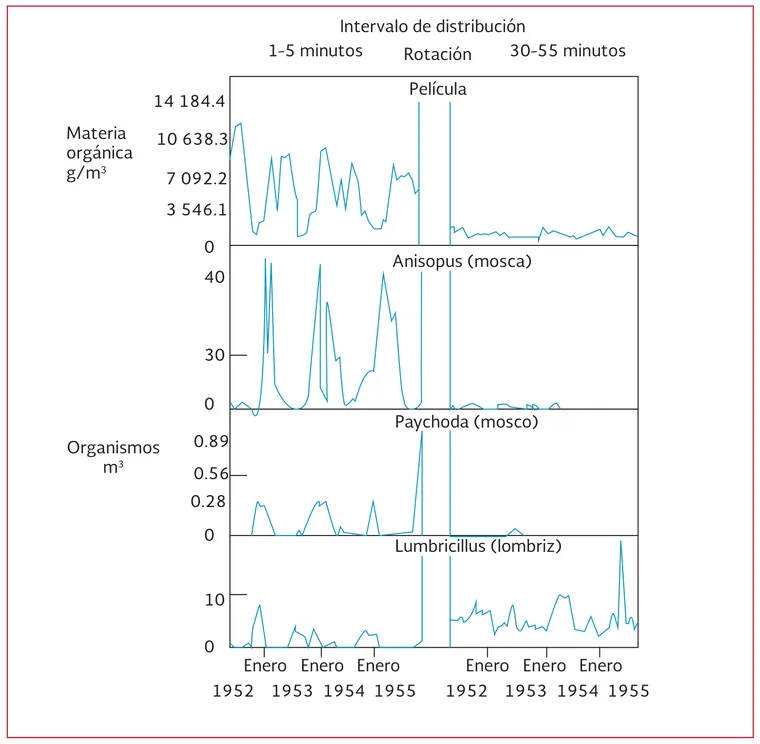 Intervalo de distribución
1-5 minutos Rotación 30-55 minutos
Película
Materia
orgánica
g/m³
14 184.4
10 638.3
7 092.2
3 546.1
0
Anisopus (mosca)
40
30
0
Paychoda (mosco)
Organismos
m³
0.89
0.56
0.28
0
Lumbricillus (lombriz)
10
0
Enero Enero Enero Enero Enero Enero
1952 1953 1954 1955 1952 1953 1954 1955